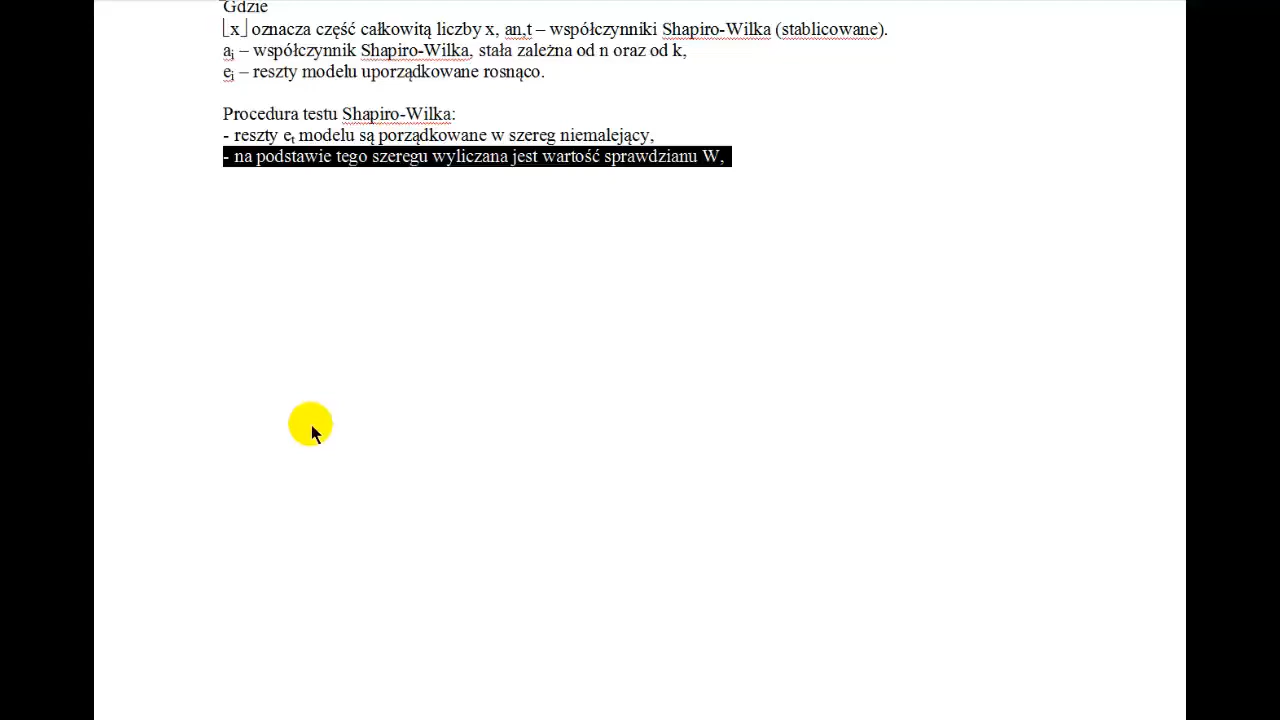 Gdzie
⌊x⌋ oznacza część całkowitą liczby x, an,t – współczynniki Shapiro-Wilka (stablicowane).
ai – współczynnik Shapiro-Wilka, stała zależna od n oraz od k,
ei – reszty modelu uporządkowane rosnąco.
Procedura testu Shapiro-Wilka:
- reszty et modelu są porządkowane w szereg niemalejący,
- na podstawie tego szeregu wyliczana jest wartość sprawdzianu W,